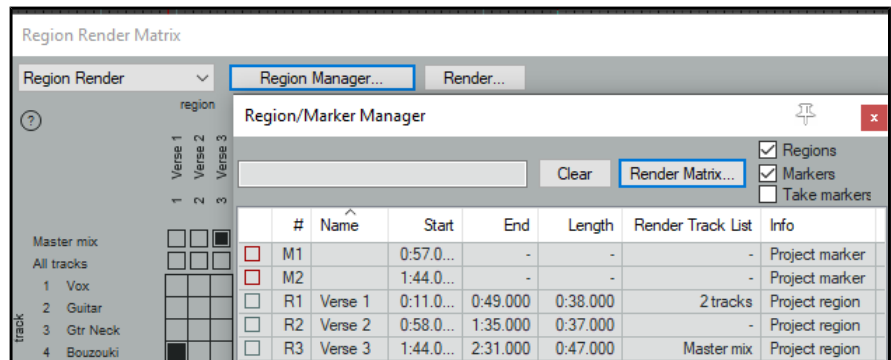 Region Render Matrix
Region Render Region Manager... Render...
region
?
Verse 1
Verse 2
Verse 3
1
2
3
Master mix
All tracks
track
1 Vox
2 Guitar
3 Gtr Neck
4 Bouzouki
Region/Marker Manager
x
Clear Render Matrix...
Regions
Markers
Take markers
# Name Start End Length Render Track List Info
M1 0:57.0... - - - Project marker
M2 1:44.0... - - - Project marker
R1 Verse 1 0:11.0... 0:49.000 0:38.000 2 tracks Project region
R2 Verse 2 0:58.0... 1:35.000 0:37.000 - Project region
R3 Verse 3 1:44.0... 2:31.000 0:47.000 Master mix Project region